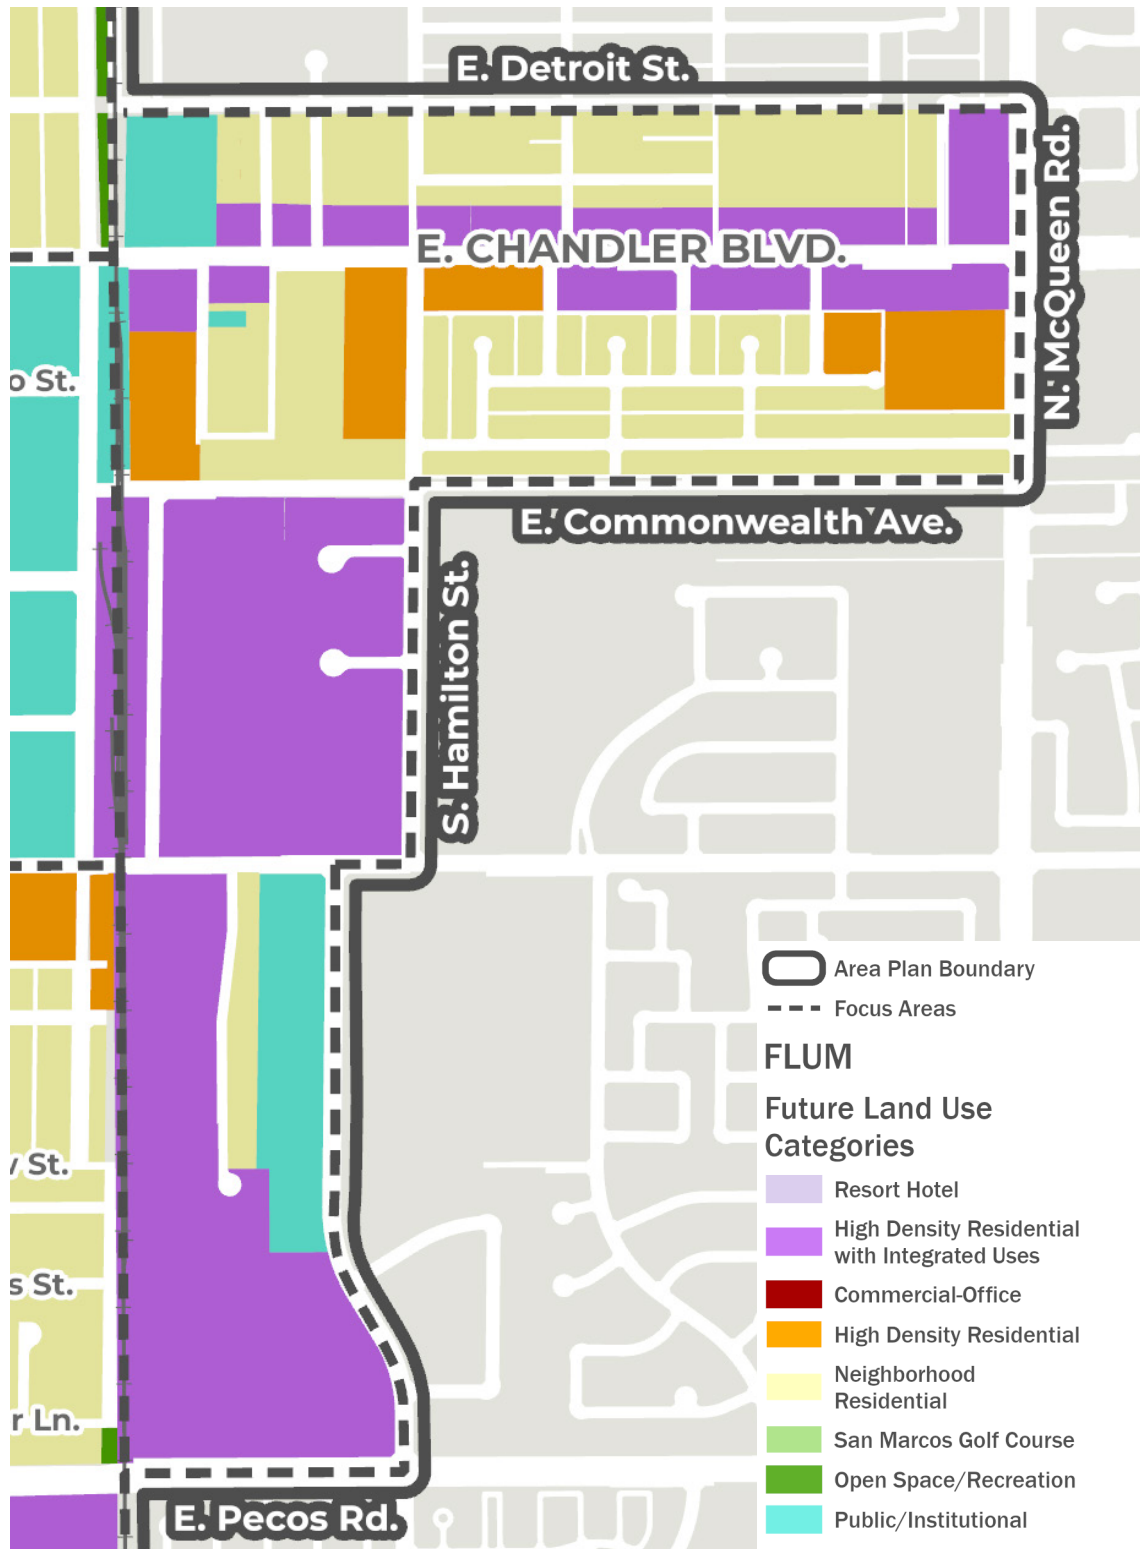 E. Detroit St.
N. McQueen Rd.
E. CHANDLER BLVD.
o St.
E. Commonwealth Ave.
S. Hamilton St.
Area Plan Boundary
Focus Areas
FLUM
Future Land Use
Categories
St.
Resort Hotel
High Density Residential
with Integrated Uses
s St.
Commercial-Office
High Density Residential
Neighborhood
Residential
r Ln.
San Marcos Golf Course
Open Space/Recreation
Public/Institutional
E. Pecos Rd.